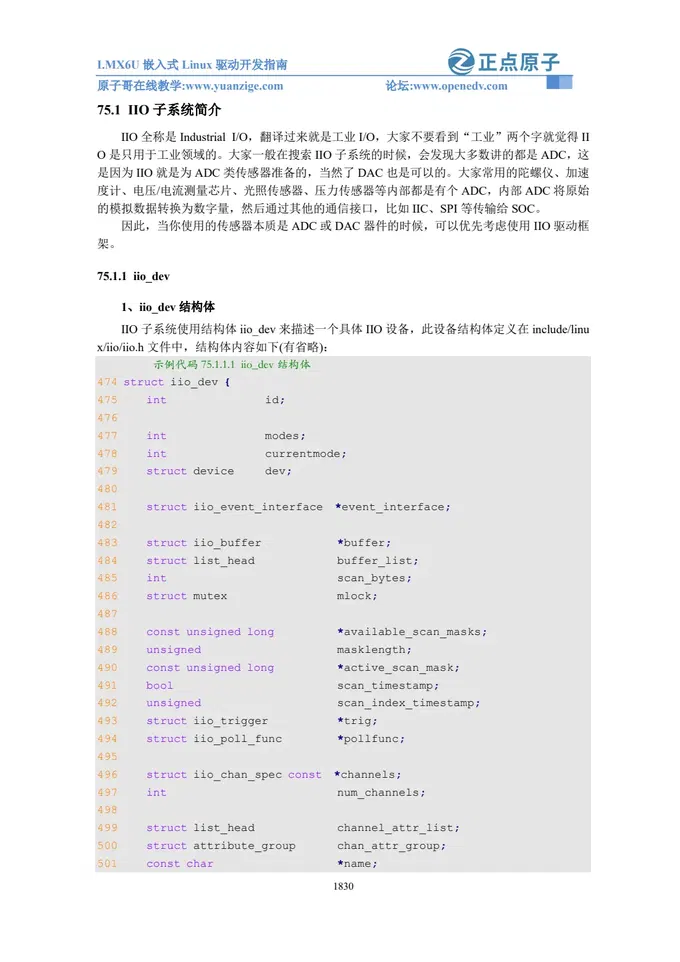 I.MX6U 嵌入式 Linux 驱动开发指南
正点原子
原子哥在线教学:www.yuanzige.com 论坛:www.openedv.com
75.1 IIO 子系统简介
IIO 全称是 Industrial I/O，翻译过来就是工业 I/O，大家不要看到“工业”两个字就觉得 II
O 是只用于工业领域的。大家一般在搜索 IIO 子系统的时候，会发现大多数讲的都是 ADC，这
是因为 IIO 就是为 ADC 类传感器准备的，当然了 DAC 也是可以的。大家常用的陀螺仪、加速
度计、电压/电流测量芯片、光照传感器、压力传感器等内部都是有个 ADC，内部 ADC 将原始
的模拟数据转换为数字量，然后通过其他的通信接口，比如 IIC、SPI 等传输给 SOC。
因此，当你使用的传感器本质是 ADC 或 DAC 器件的时候，可以优先考虑使用 IIO 驱动框
架。
75.1.1 iio_dev
1、iio_dev 结构体
IIO 子系统使用结构体 iio_dev 来描述一个具体 IIO 设备，此设备结构体定义在 include/linu
x/iio/iio.h 文件中，结构体内容如下(有省略)：
示例代码 75.1.1.1 iio_dev 结构体
474 struct iio_dev {
475 int id;
476
477 int modes;
478 int currentmode;
479 struct device dev;
480
481 struct iio_event_interface *event_interface;
482
483 struct iio_buffer *buffer;
484 struct list_head buffer_list;
485 int scan_bytes;
486 struct mutex mlock;
487
488 const unsigned long *available_scan_masks;
489 unsigned masklength;
490 const unsigned long *active_scan_mask;
491 bool scan_timestamp;
492 unsigned scan_index_timestamp;
493 struct iio_trigger *trig;
494 struct iio_poll_func *pollfunc;
495
496 struct iio_chan_spec const *channels;
497 int num_channels;
498
499 struct list_head channel_attr_list;
500 struct attribute_group chan_attr_group;
501 const char *name;
1830